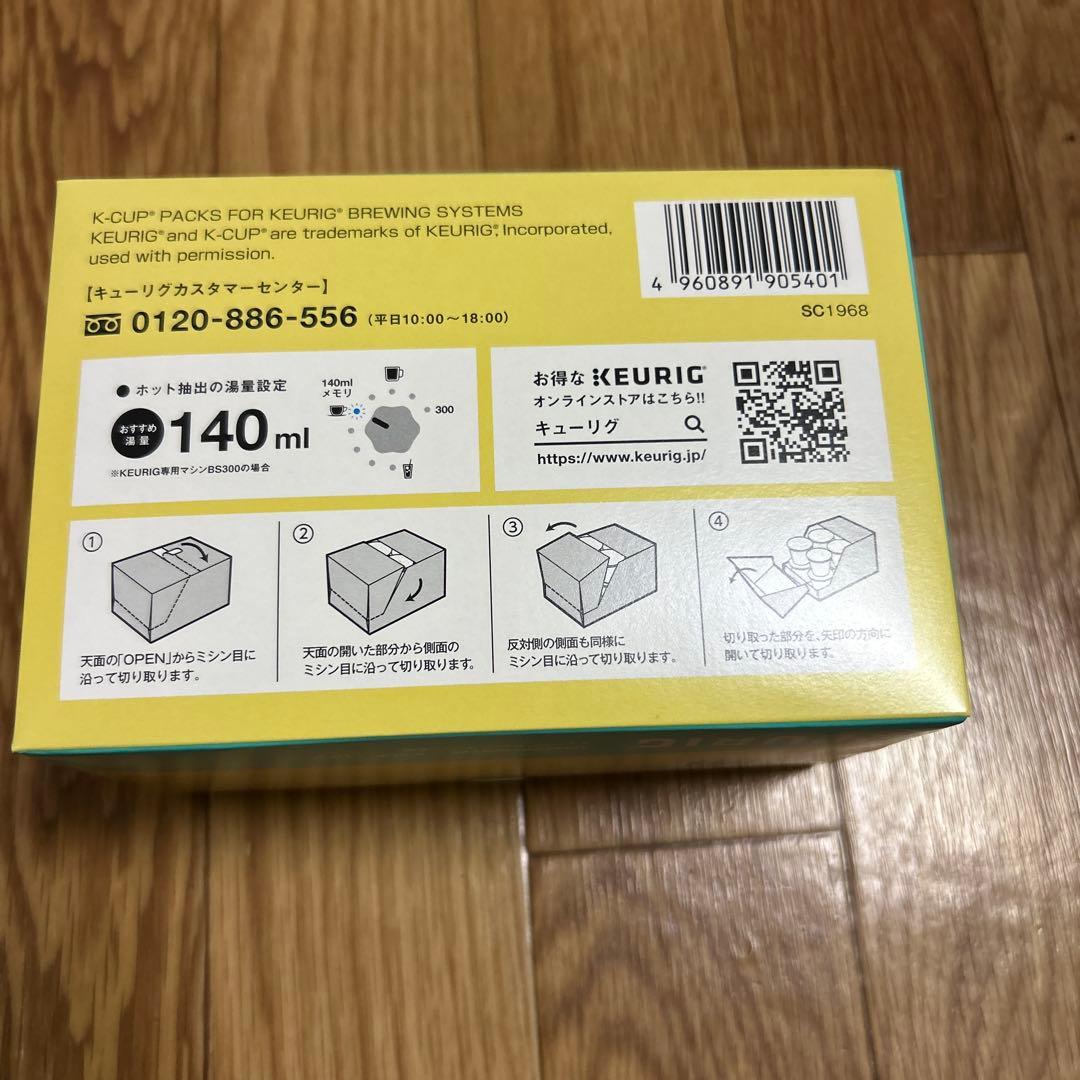 K-CUP® PACKS FOR KEURIG® BREWING SYSTEMS
KEURIG® and K-CUP® are trademarks of KEURIG®, Incorporated,
used with permission.
【キューリグカスタマーセンター】
0120-886-556（平日10:00〜18:00）
4 960891 905401
SC1968
● ホット抽出の湯量設定
おすすめ
湯量
140ml
※KEURIG専用マシンBS300の場合
140ml
メモリ
300
お得な KEURIG®
オンラインストアはこちら!!
キューリグ
https://www.keurig.jp/
①
天面の「OPEN」からミシン目に
沿って切り取ります。
②
天面の開いた部分から側面の
ミシン目に沿って切り取ります。
③
反対側の側面も同様に
ミシン目に沿って切り取ります。
④
切り取った部分を、矢印の方向に
開いて切り取ります。